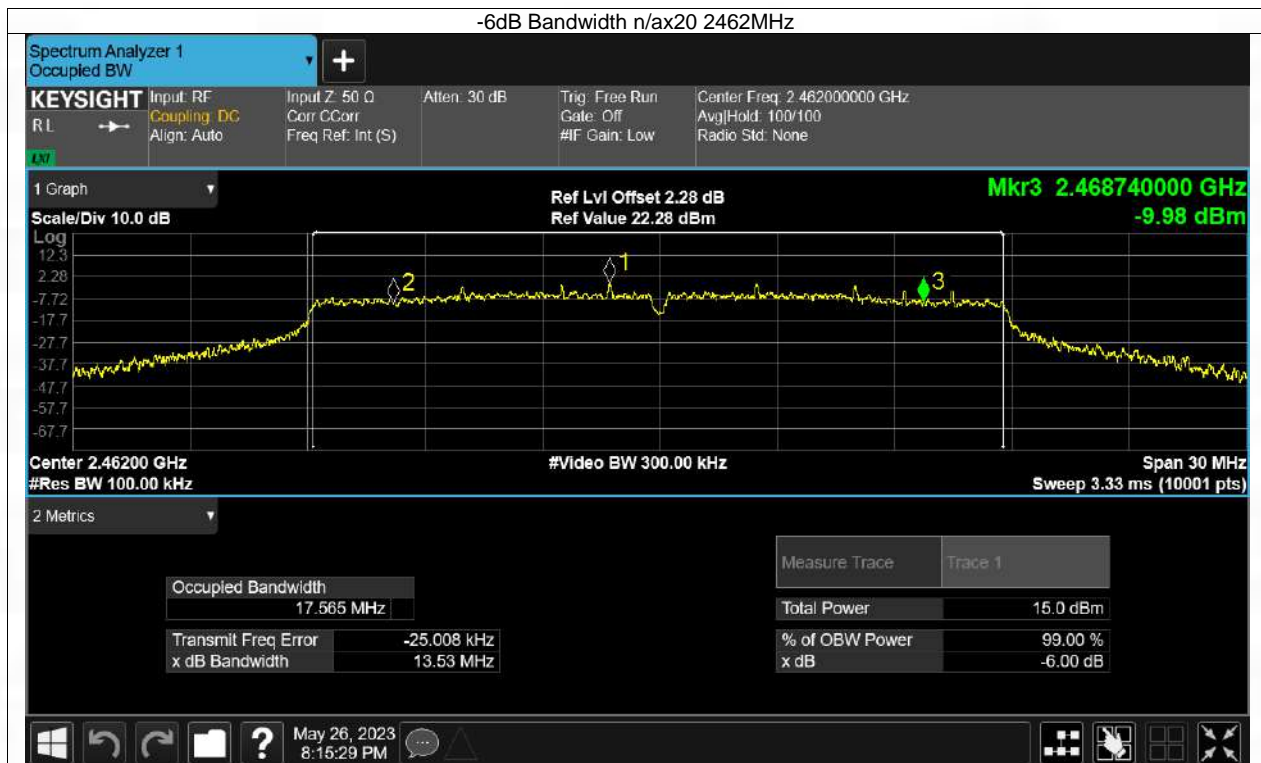 -6dB Bandwidth n/ax20 2462MHz
Spectrum Analyzer 1
Occupied BW
+
KEYSIGHT
RL
LXI
Input: RF
Coupling: DC
Align: Auto
Input Z: 50 Ω
Corr CCorr
Freq Ref: Int (S)
Atten: 30 dB
Trig: Free Run
Gate: Off
#IF Gain: Low
Center Freq: 2.462000000 GHz
Avg|Hold: 100/100
Radio Std: None
1 Graph
Scale/Div 10.0 dB
Ref Lvl Offset 2.28 dB
Ref Value 22.28 dBm
Mkr3 2.468740000 GHz
-9.98 dBm
Log
12.3
2.28
-7.72
-17.7
-27.7
-37.7
-47.7
-57.7
-67.7
2
1
3
Center 2.46200 GHz
#Res BW 100.00 kHz
#Video BW 300.00 kHz
Span 30 MHz
Sweep 3.33 ms (10001 pts)
2 Metrics
Measure Trace Trace 1
Occupied Bandwidth
17.565 MHz
Total Power 15.0 dBm
Transmit Freq Error -25.008 kHz
% of OBW Power 99.00 %
x dB Bandwidth 13.53 MHz
x dB -6.00 dB
?
May 26, 2023
8:15:29 PM